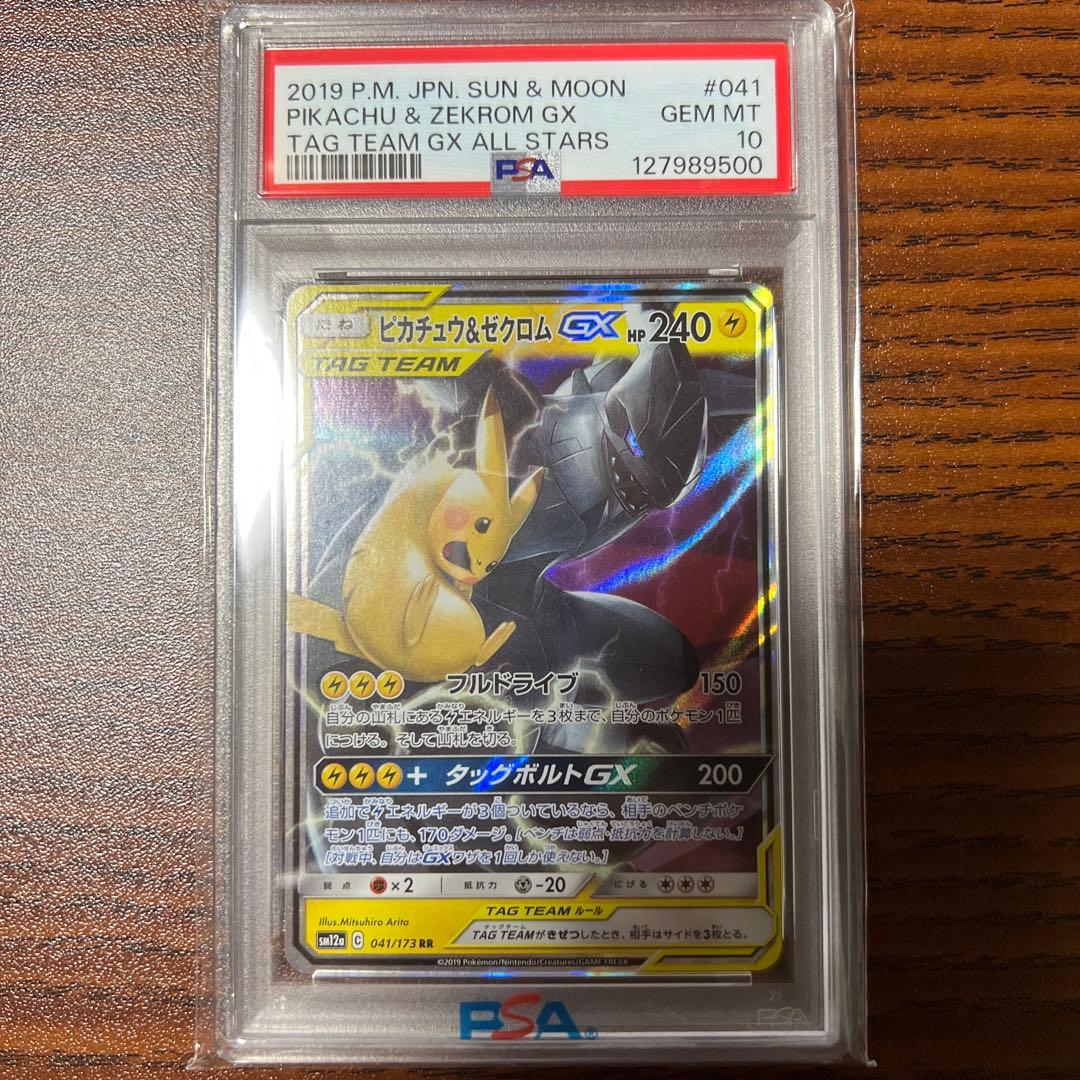 2019 P.M. JPN. SUN & MOON #041
PIKACHU & ZEKROM GX GEM MT
TAG TEAM GX ALL STARS 10
PSA 127989500
たね ピカチュウ&ゼクロムGX HP240
TAG TEAM
フルドライブ 150
自分の山札にあるエネルギーを3枚まで、自分のポケモン1匹
につける。そして山札を切る。
+ タッグボルトGX 200
追加でエネルギーが3個ついているなら、相手のベンチポケ
モン1匹にも、170ダメージ。[ベンチは弱点・抵抗力を計算しない。]
[対戦中、自分はGXワザを1回しか使えない。]
弱点 ×2 抵抗力 -20 にげる
Illus.Mitsuhiro Arita
TAG TEAM ルール
TAG TEAMがきぜつしたとき、相手はサイドを3枚とる。
sm12a C 041/173 RR
©2019 Pokémon/Nintendo/Creatures/GAME FREAK
PSA®
PSA